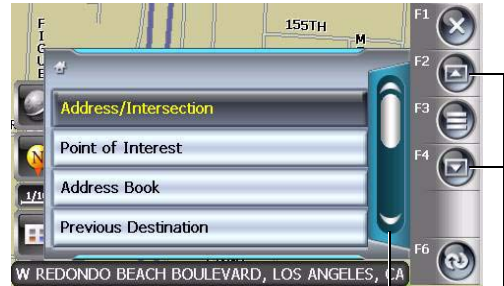 155TH
F
I
G
U
E
M
F1
F2
Address/Intersection
F3
Point of Interest
F4
Address Book
Previous Destination
F6
W REDONDO BEACH BOULEVARD, LOS ANGELES, CA